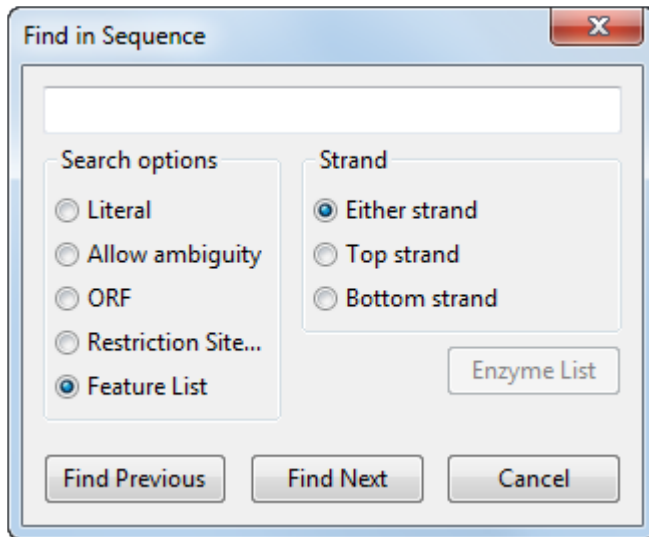 Find in Sequence
Search options
Literal
Allow ambiguity
ORF
Restriction Site...
Feature List
Strand
Either strand
Top strand
Bottom strand
Enzyme List
Find Previous
Find Next
Cancel